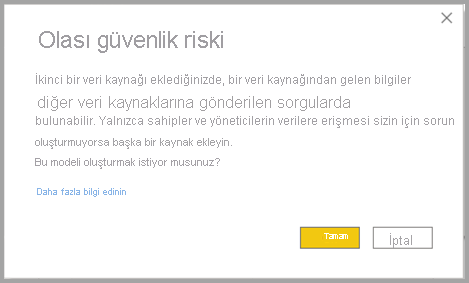 Olası güvenlik riski
İkinci bir veri kaynağı eklediğinizde, bir veri kaynağından gelen bilgiler
diğer veri kaynaklarına gönderilen sorgularda
bulunabilir. Yalnızca sahipler ve yöneticilerin verilere erişmesi sizin için sorun
oluşturmuyorsa başka bir kaynak ekleyin.
Bu modeli oluşturmak istiyor musunuz?
Daha fazla bilgi edinin
Tamam
İptal